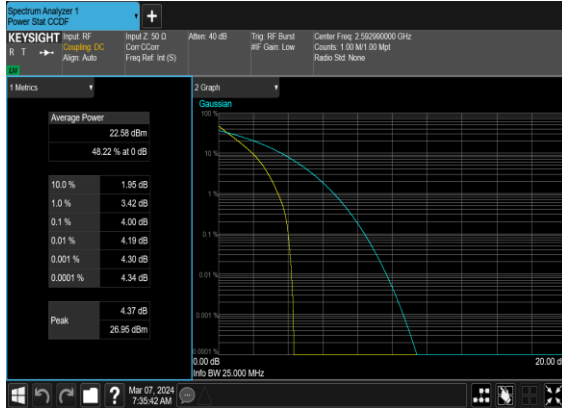 Spectrum Analyzer 1
Power Stat CCDF
KEYSIGHT
R T
Input: RF
Coupling: DC
Align: Auto
Input Z: 50 Ω
Corr CCorr
Freq Ref: Int (S)
Atten: 40 dB
Trig: RF Burst
#IF Gain: Low
Center Freq: 2.592990000 GHz
Counts: 1.00 M/1.00 Mpt
Radio Std: None
1 Metrics
Average Power
22.58 dBm
48.22 % at 0 dB
10.0 % 1.95 dB
1.0 % 3.42 dB
0.1 % 4.00 dB
0.01 % 4.19 dB
0.001 % 4.30 dB
0.0001 % 4.34 dB
Peak
4.37 dB
26.95 dBm
2 Graph
Gaussian
100 %
10 %
1 %
0.1 %
0.01 %
0.001 %
0.0001 %
0.00 dB
20.00 d
Info BW 25.000 MHz
Mar 07, 2024
7:35:42 AM